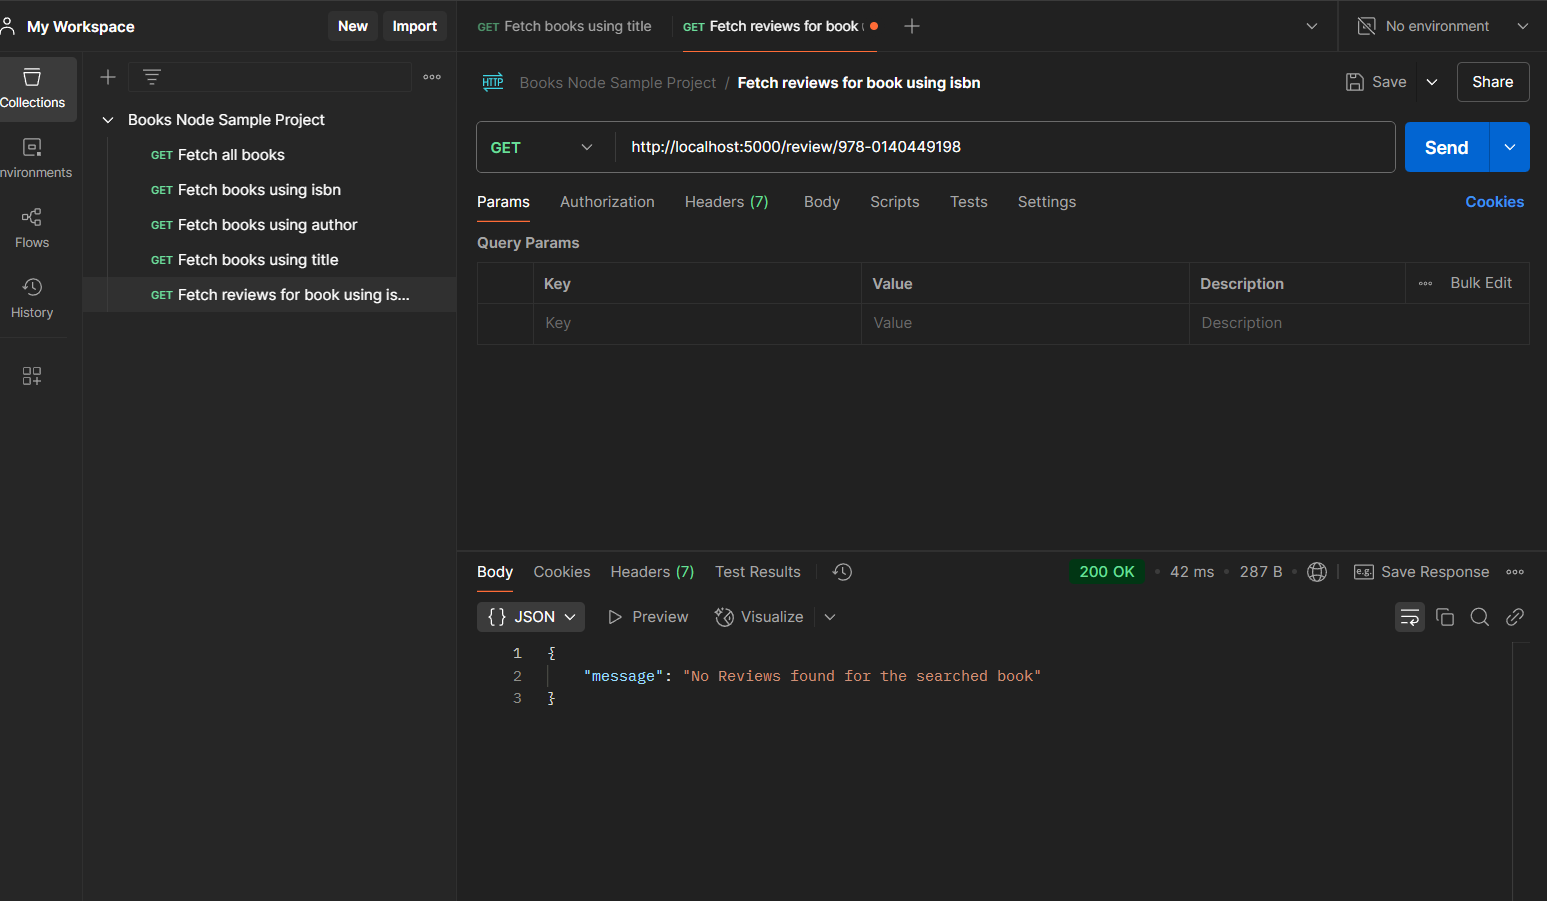 My Workspace
New
Import
GET Fetch books using title
GET Fetch reviews for book
No environment
Collections
nvironments
Flows
History
Books Node Sample Project
GET Fetch all books
GET Fetch books using isbn
GET Fetch books using author
GET Fetch books using title
GET Fetch reviews for book using is...
HTTP Books Node Sample Project / Fetch reviews for book using isbn
Save
Share
GET
http://localhost:5000/review/978-0140449198
Send
Params Authorization Headers (7) Body Scripts Tests Settings Cookies
Query Params
Key Value Description Bulk Edit
Key Value Description
Body Cookies Headers (7) Test Results
200 OK • 42 ms • 287 B • e.g. Save Response
{} JSON Preview Visualize
1 {
2 "message": "No Reviews found for the searched book"
3 }